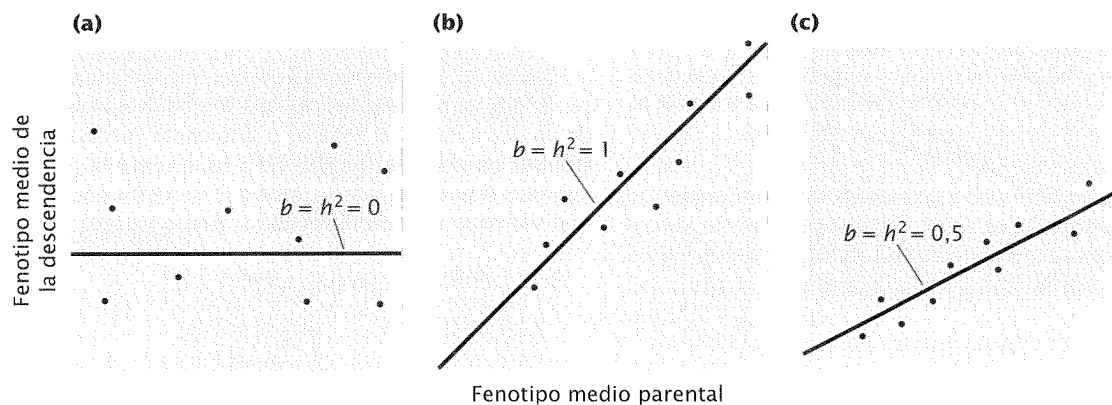 (a)
(b)
(c)
Fenotipo medio de
la descendencia
b = h² = 0
b = h² = 1
b = h² = 0,5
Fenotipo medio parental